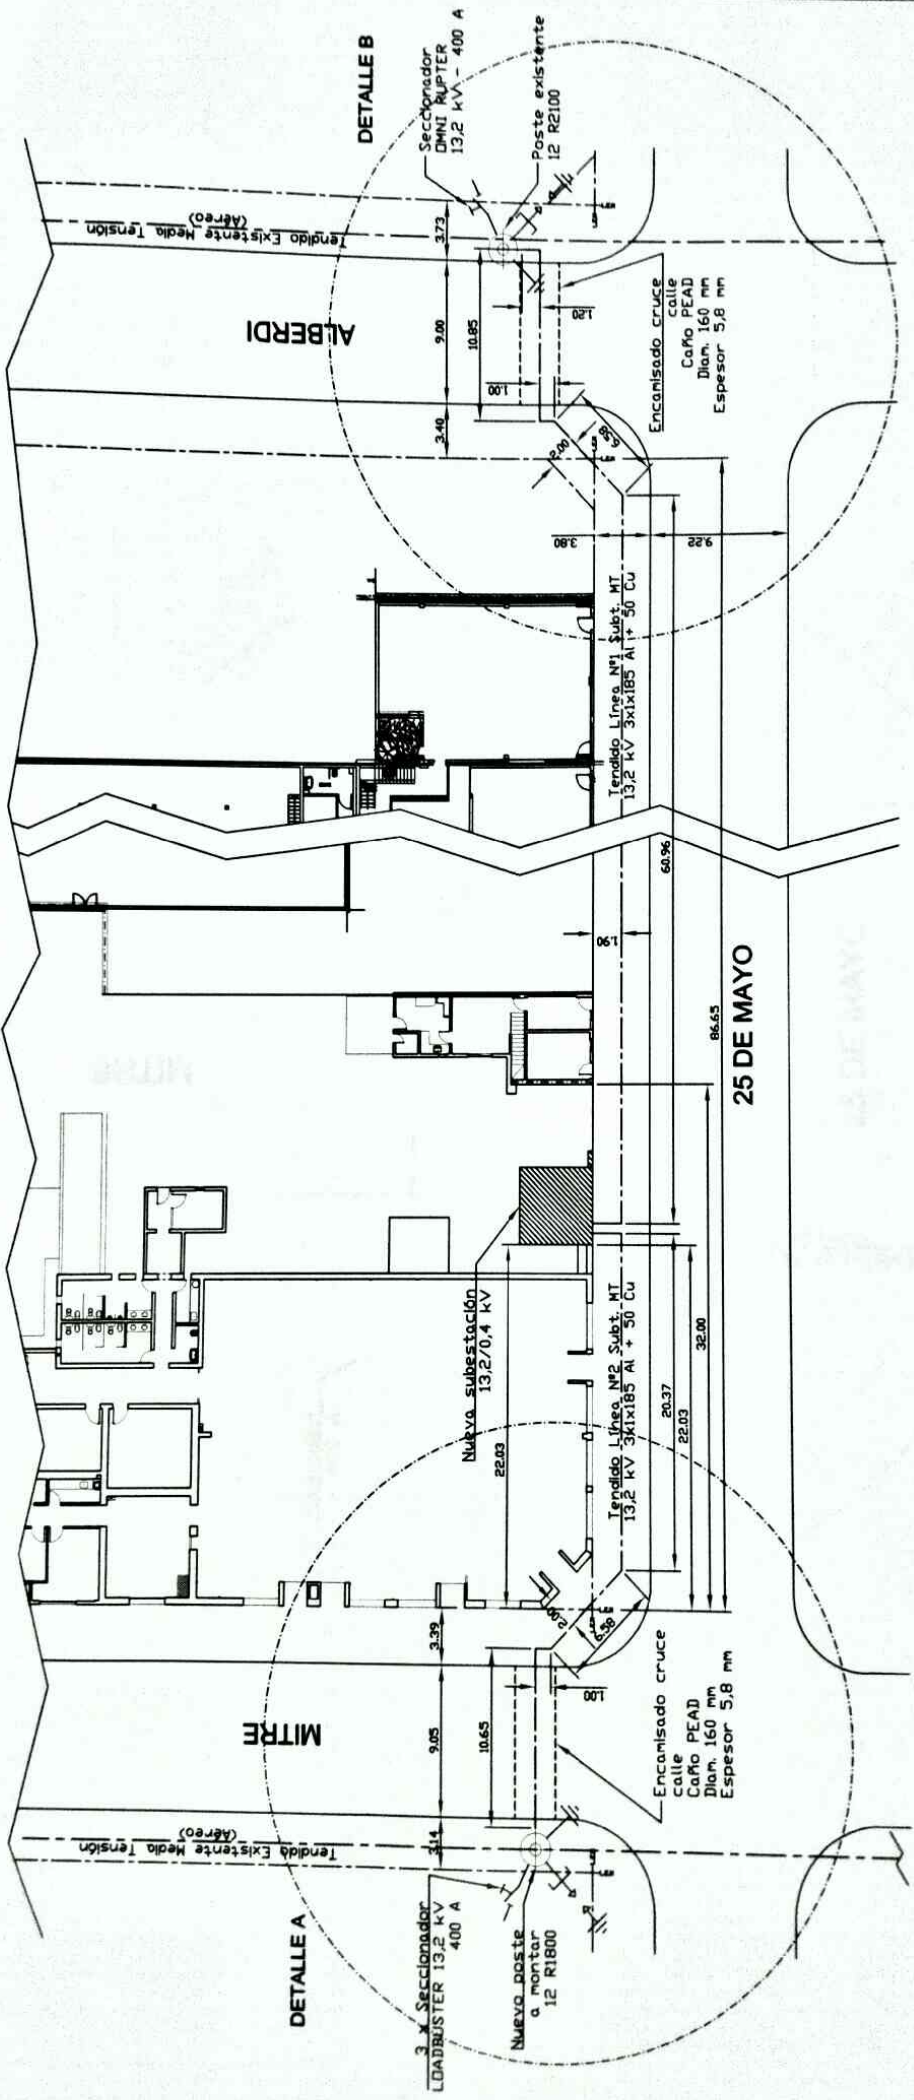 DETALLE A
3 x Seccionador
LOADBUSTER 13,2 kV
400 A
Nuevo poste
a montar
12 R1800
Tendido Existente Media Tensión
(Aéreo)
MITRE
3.14
9.05
3.39
10.65
1.00
2.00
6.58
Encamisado cruce
calle
Caño PEAD
Diam. 160 mm
Espesor 5,8 mm
22.03
Nueva subestación
13,2/0,4 kV
Tendido Línea Nº2 Subt. MT
13,2 kV 3x1x185 Al + 50 Cu
20.37
22.03
32.00
86.65
25 DE MAYO
1.90
60.96
Tendido Línea Nº1 Subt. MT
13,2 kV 3x1x185 Al + 50 Cu
3.80
9.22
2.00
6.58
ALBERDI
3.40
9.00
3.73
10.85
1.00
1.20
Tendido Existente Media Tensión
(Aéreo)
Encamisado cruce
calle
Caño PEAD
Diam. 160 mm
Espesor 5,8 mm
DETALLE B
Seccionador
OMNI RUPTER
13,2 kV - 400 A
Poste existente
12 R2100